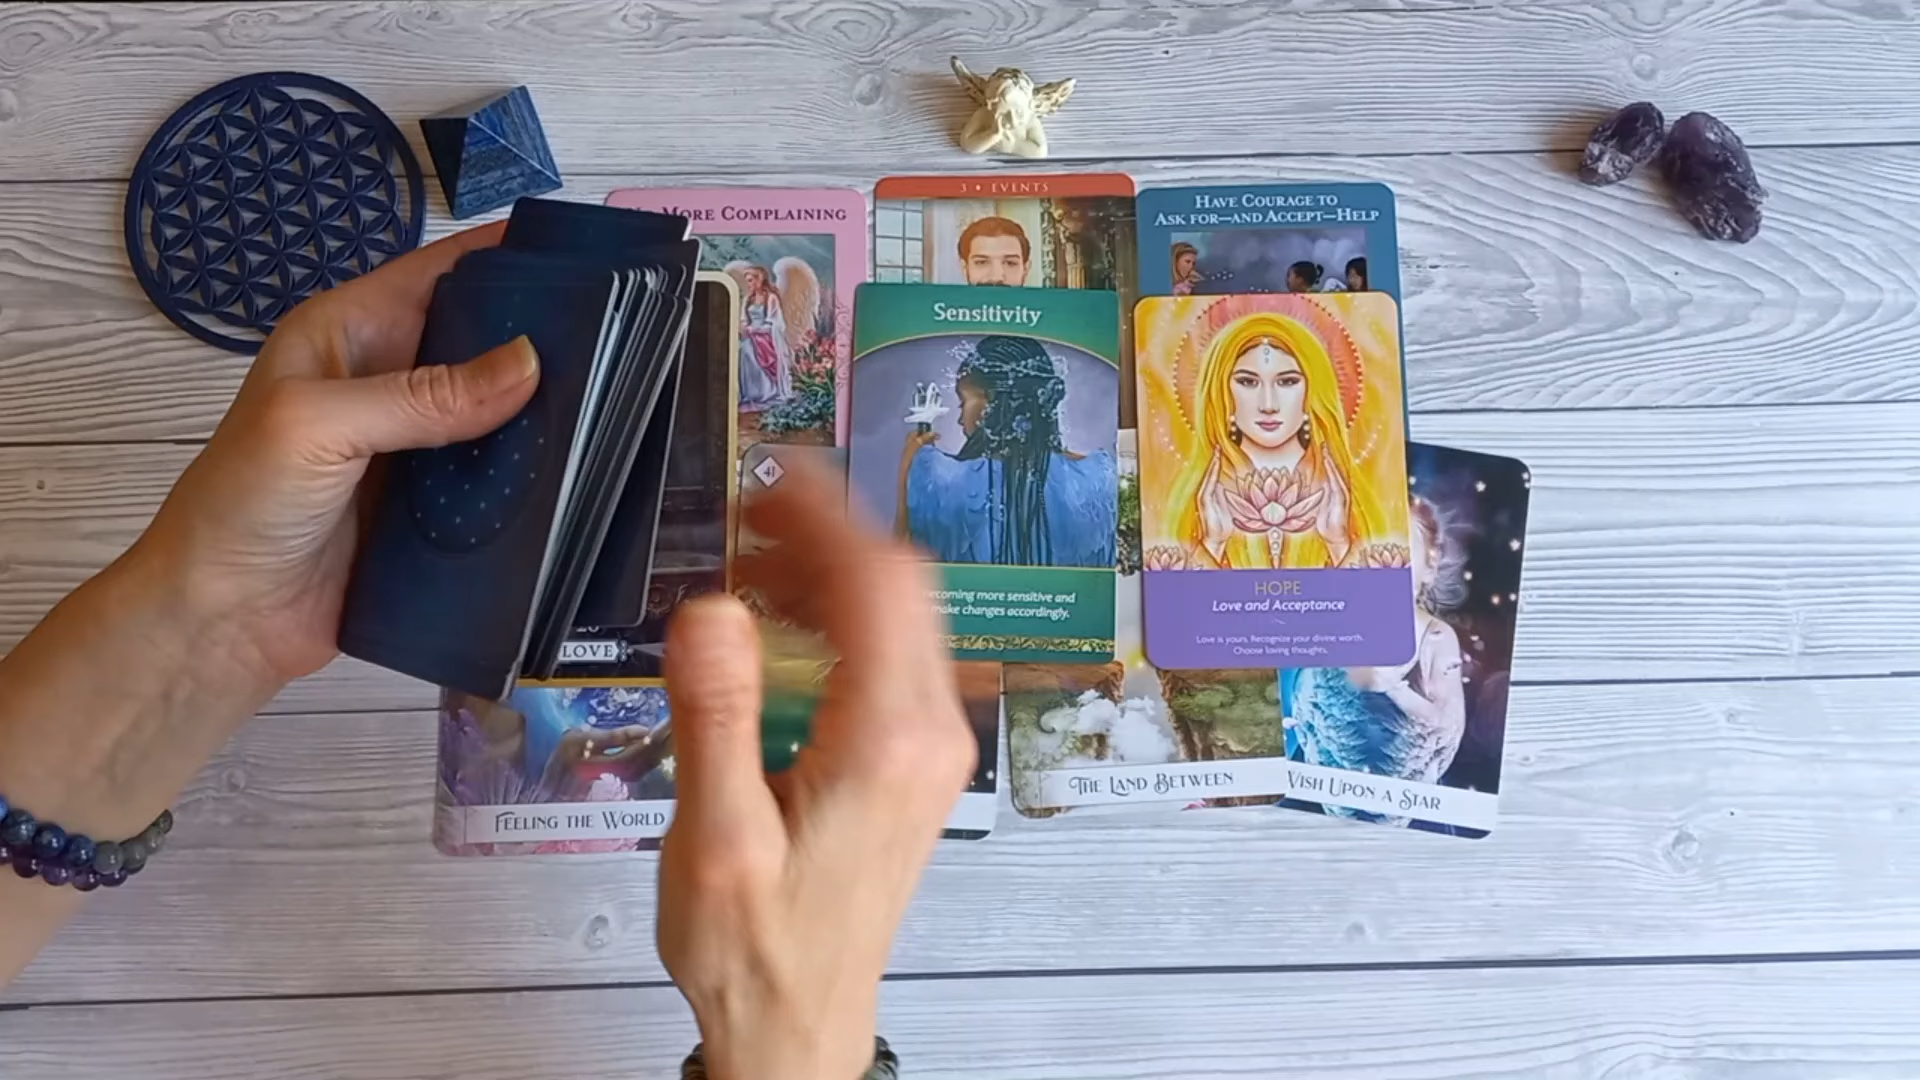 MORE COMPLAINING
3 • EVENTS
HAVE COURAGE TO
ASK FOR—AND ACCEPT—HELP
Sensitivity
41
ecoming more sensitive and
make changes accordingly.
HOPE
Love and Acceptance
Love is yours. Recognize your divine worth.
Choose loving thoughts.
LOVE
FEELING THE WORLD
THE LAND BETWEEN
WISH UPON A STAR